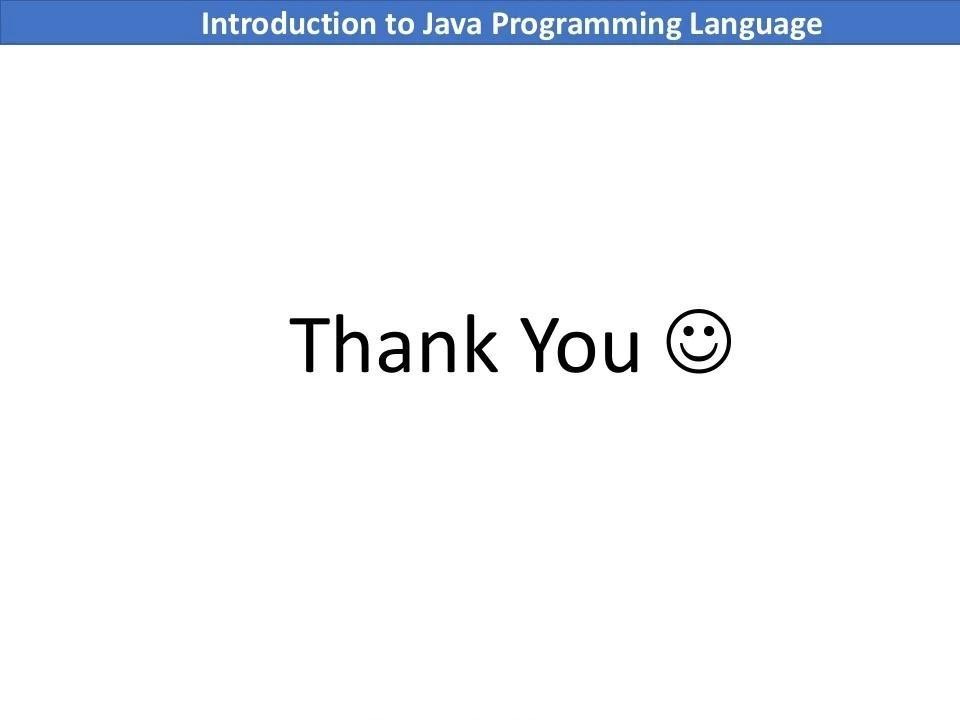 Introduction to Java Programming Language
Thank You ☺